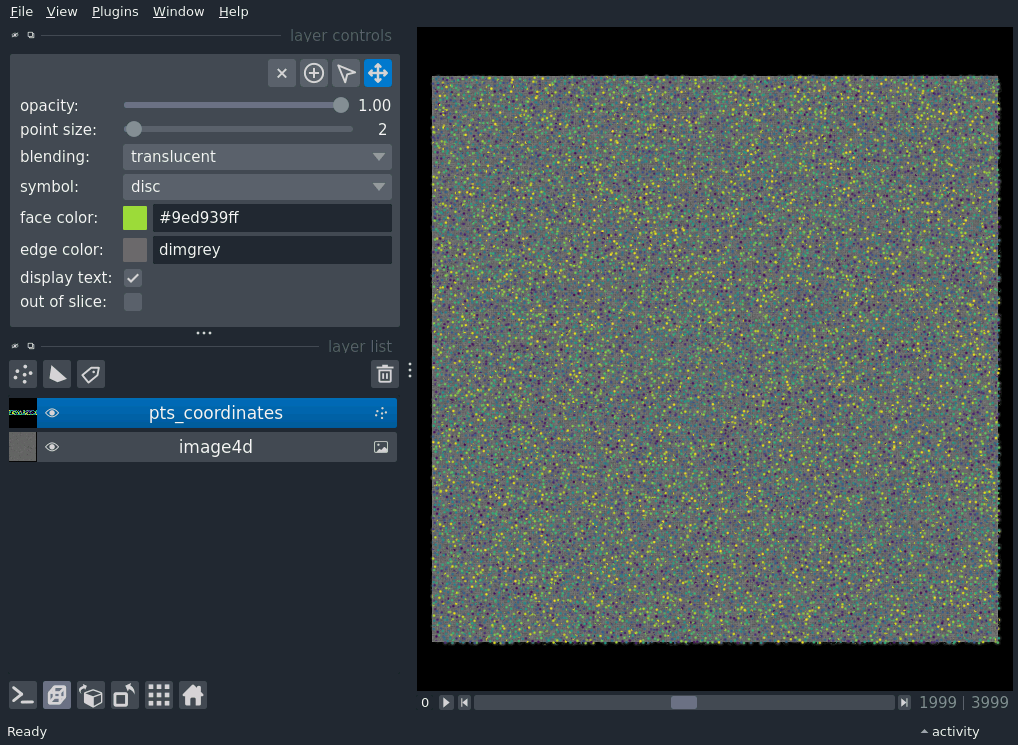 File View Plugins Window Help
layer controls
opacity: 1.00
point size: 2
blending: translucent
symbol: disc
face color: #9ed939ff
edge color: dimgrey
display text:
out of slice:
layer list
pts_coordinates
image4d
0 1999 | 3999
Ready activity